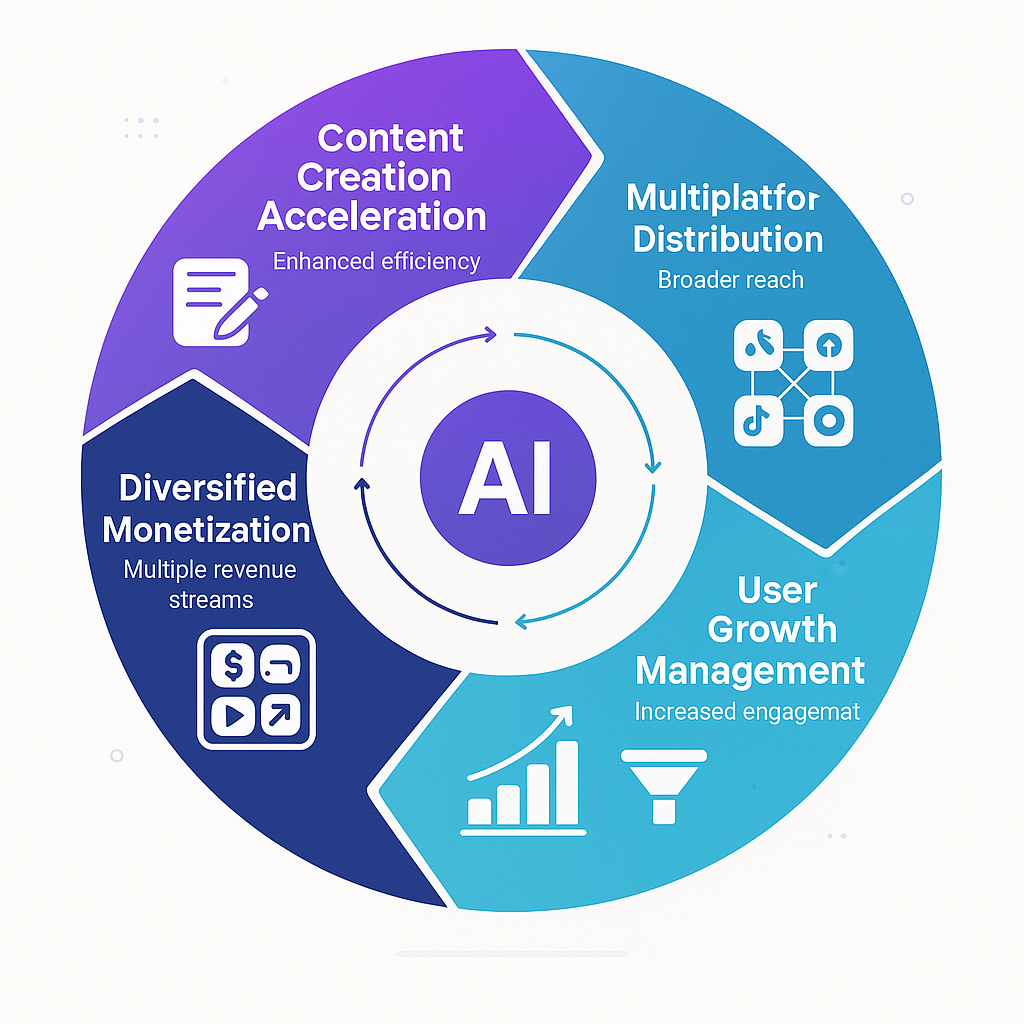 Content
Creation
Acceleration
Enhanced efficiency
Multiplatfor
Distribution
Broader reach
AI
User
Growth
Management
Increased engagemat
Diversified
Monetization
Multiple revenue
streams
$